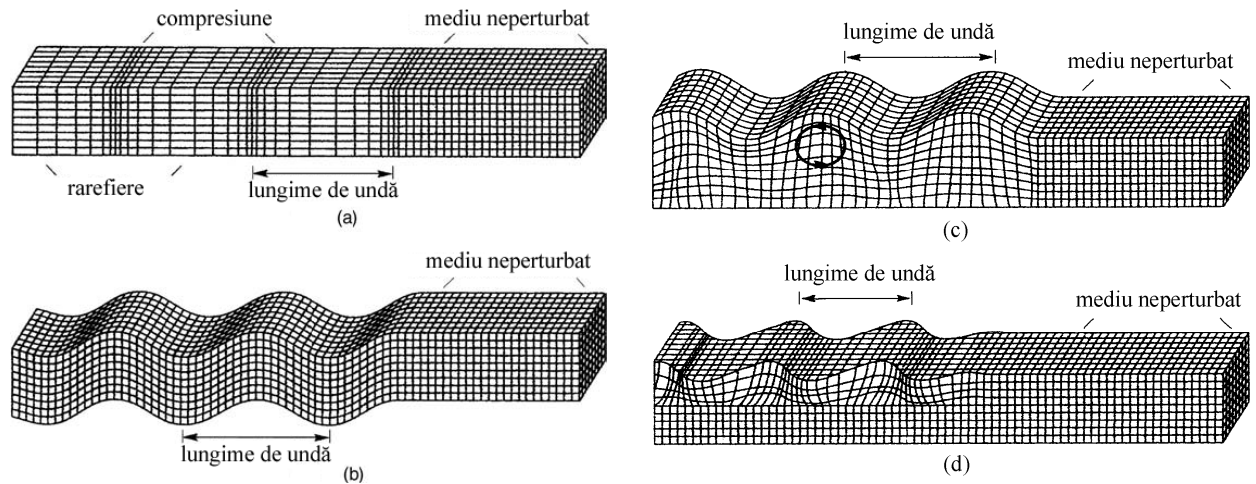 compresiune
mediu neperturbat
rarefiere
lungime de undă
(a)
mediu neperturbat
lungime de undă
(b)
lungime de undă
mediu neperturbat
(c)
lungime de undă
mediu neperturbat
(d)